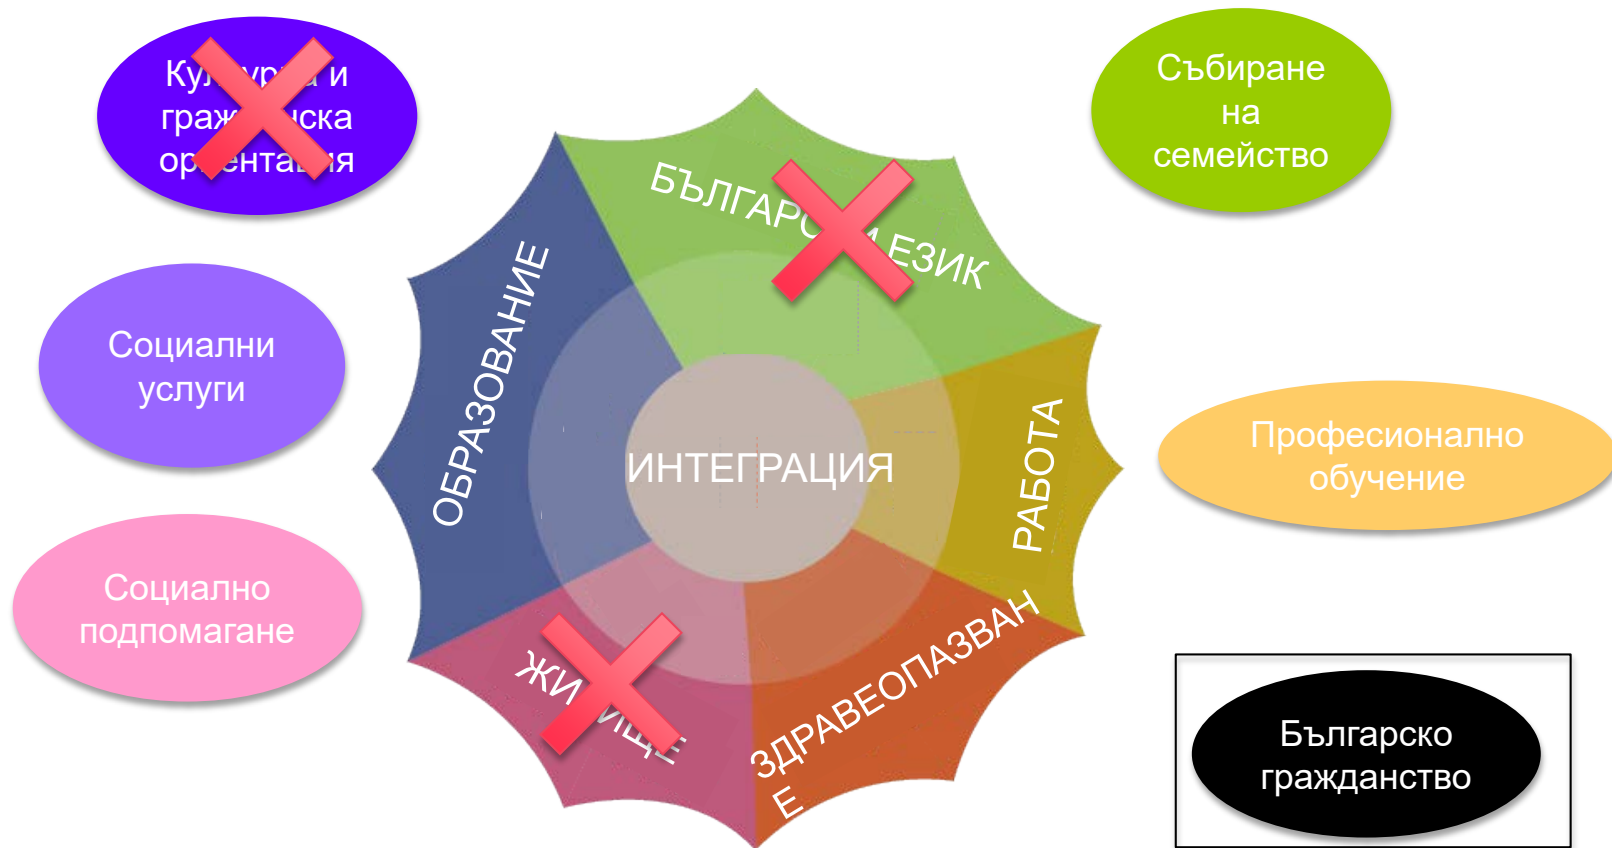 и
Събиране
на
семейство
ЕЗИК
ОБРАЗОВАНИЕ
Социални
услуги
ИНТЕГРАЦИЯ
РАБОТА
Професионално
обучение
Социално
подпомагане
ЗДРАВЕОПАЗВАН
Е
Българско
гражданство